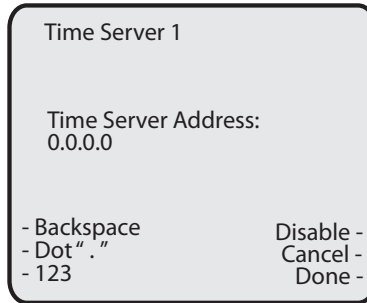 Time Server 1
Time Server Address:
0.0.0.0
- Backspace
Disable -
- Dot " . "
Cancel -
- 123
Done -